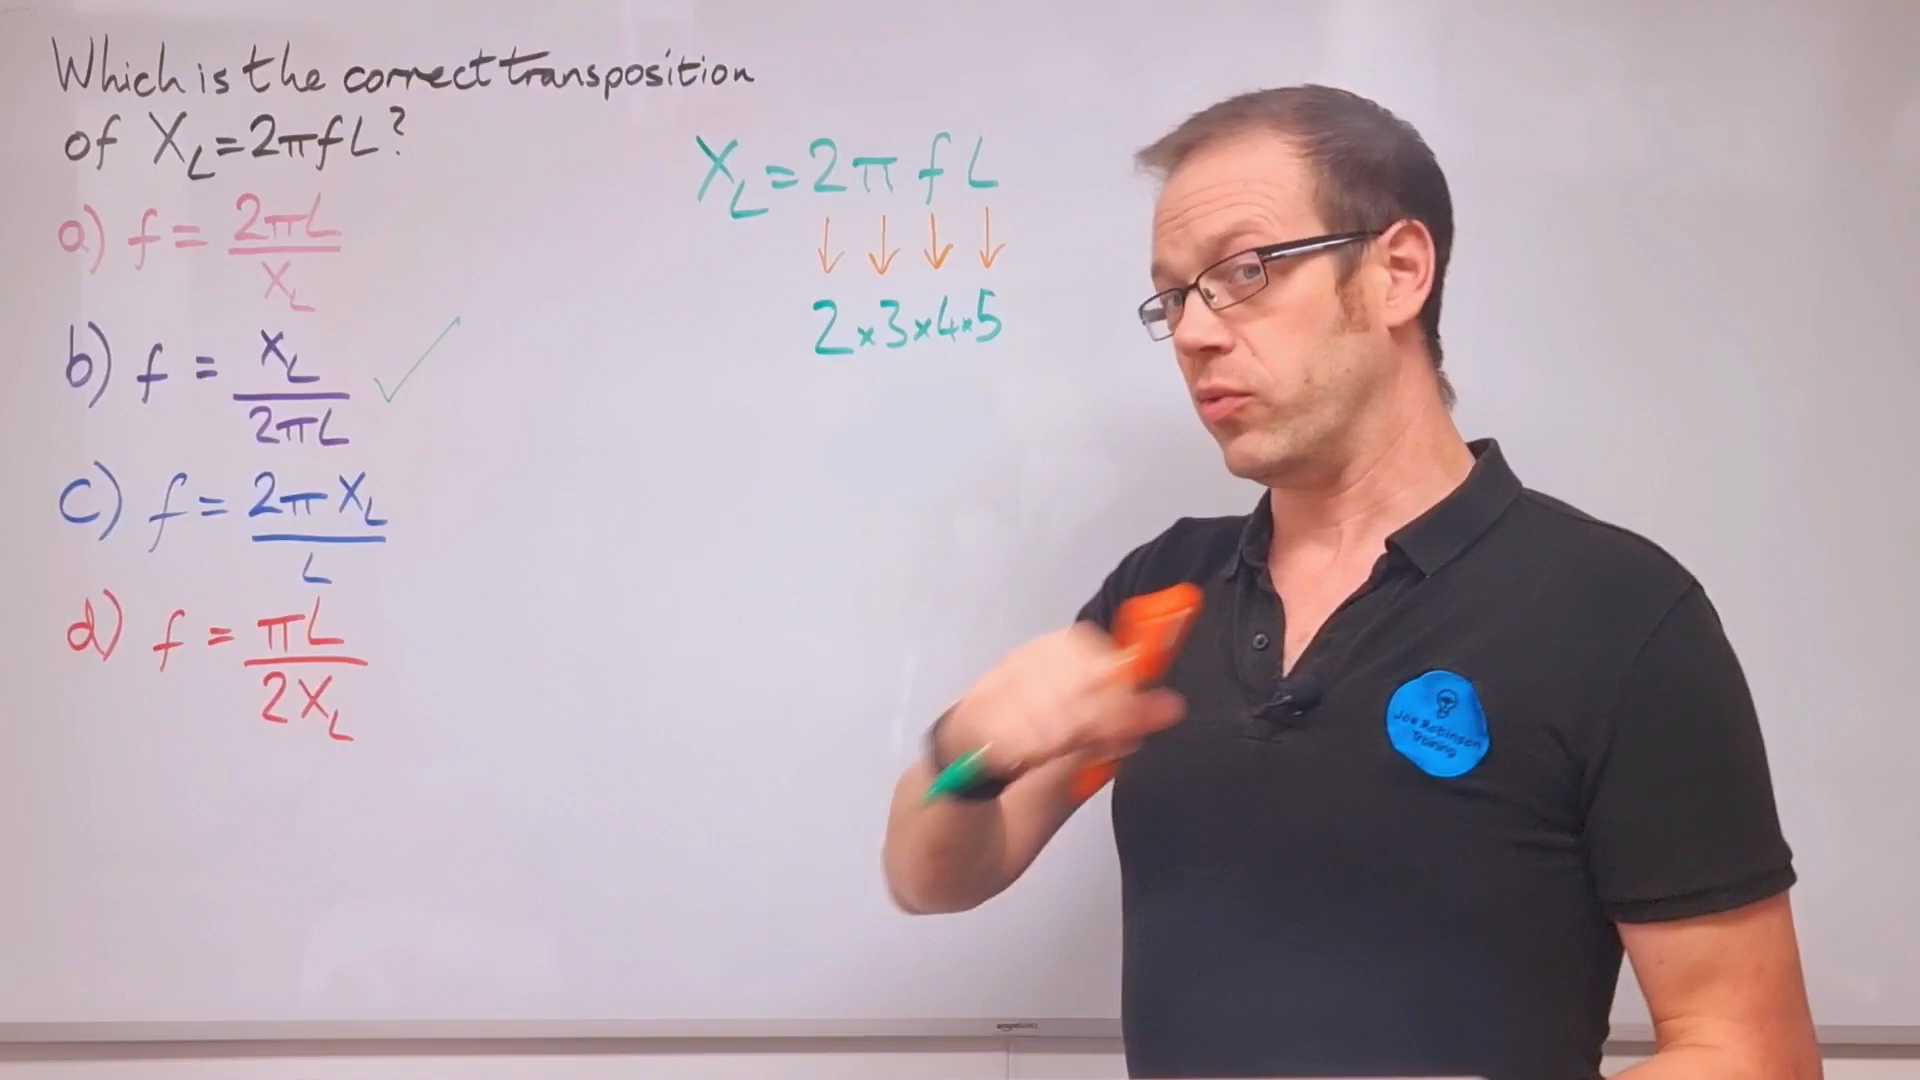 Which is the correct transposition
of X_L = 2πfL?
a) f = 2πL / X_L
b) f = X_L / 2πL ✓
c) f = 2πX_L / L
d) f = πL / 2X_L
X_L = 2πfL
↓ ↓ ↓ ↓
2×3×4×5
Joe Robinson
Training